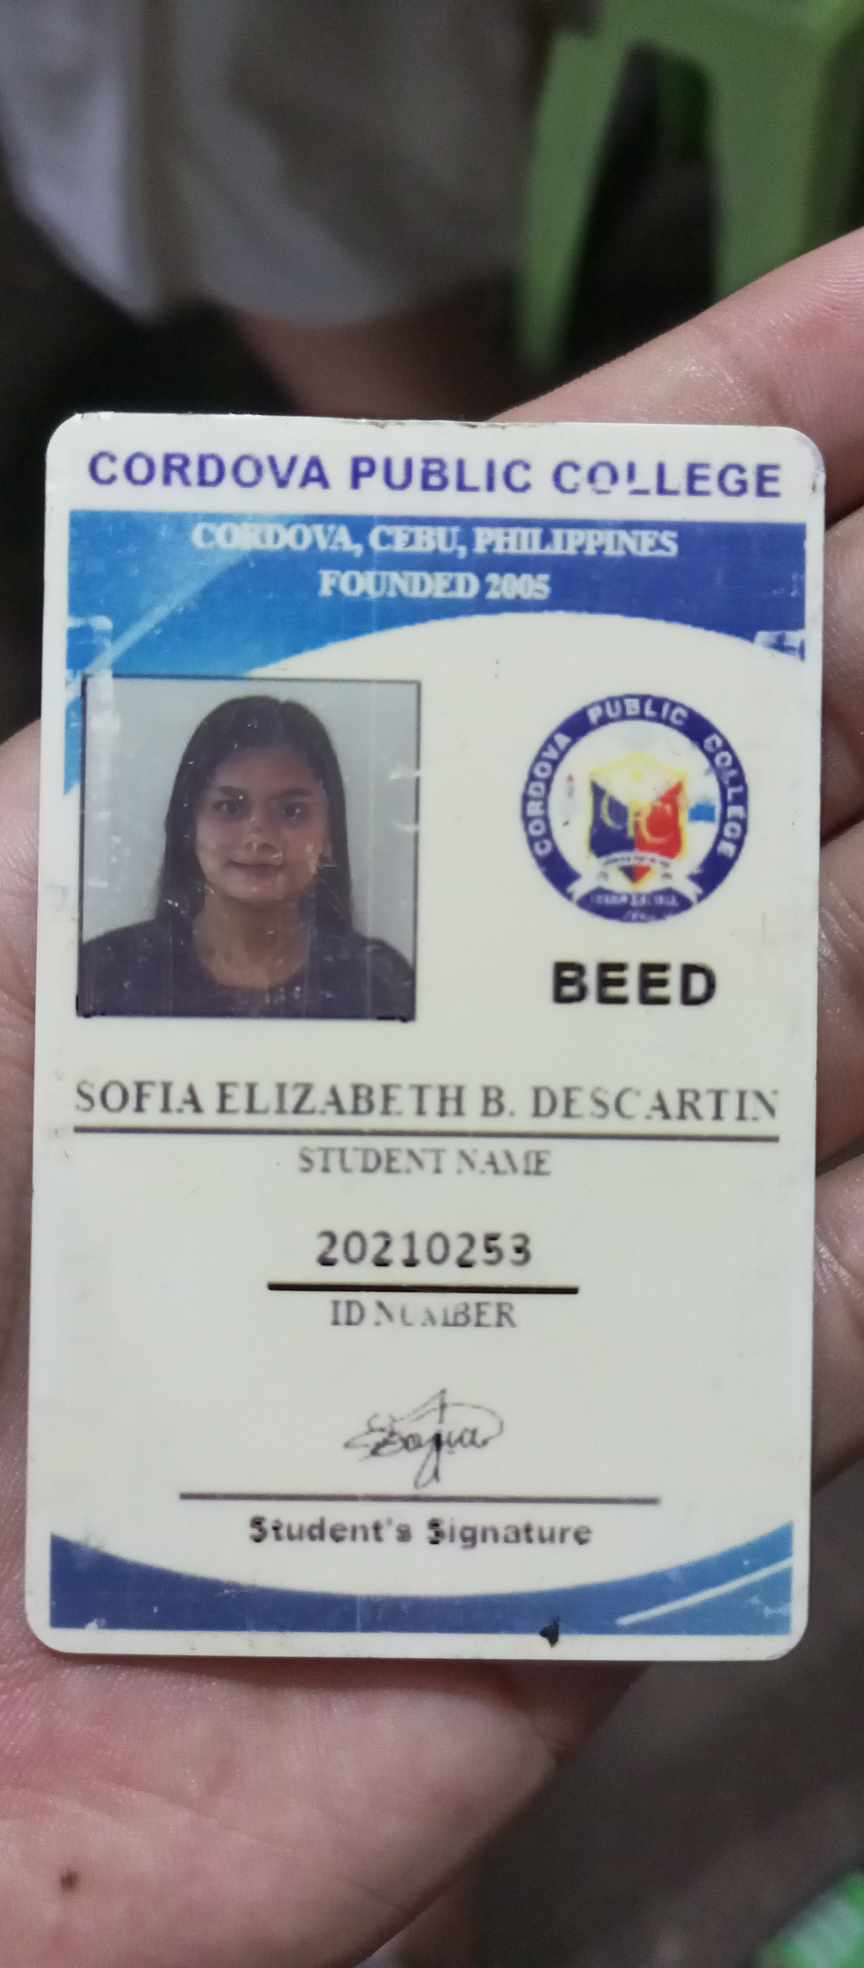 CORDOVA PUBLIC COLLEGE
CORDOVA, CEBU, PHILIPPINES
FOUNDED 2005
CORDOVA PUBLIC COLLEGE
CPC
BEED
SOFIA ELIZABETH B. DESCARTIN
STUDENT NAME
20210253
ID NUMBER
Sofia
Student's Signature